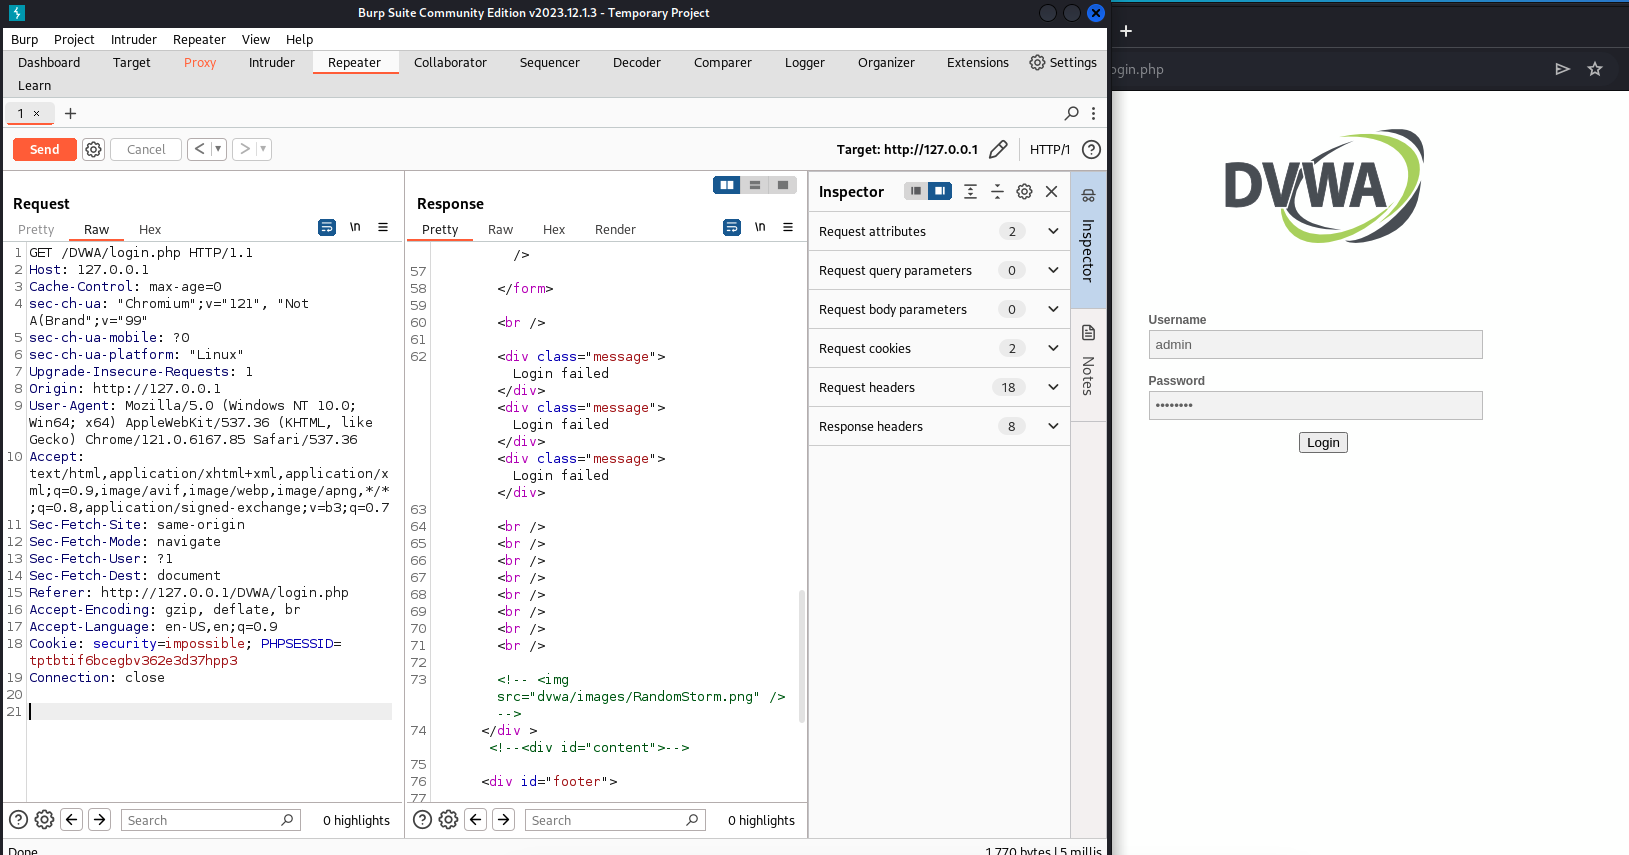 Burp Suite Community Edition v2023.12.1.3 - Temporary Project
Burp Project Intruder Repeater View Help
Dashboard Target Proxy Intruder Repeater Collaborator Sequencer Decoder Comparer Logger Organizer Extensions Settings
Learn
1 ×
Send Cancel
Target: http://127.0.0.1 HTTP/1
Request
Pretty Raw Hex \n
1 GET /DVWA/login.php HTTP/1.1
2 Host: 127.0.0.1
3 Cache-Control: max-age=0
4 sec-ch-ua: "Chromium";v="121", "Not
A(Brand";v="99"
5 sec-ch-ua-mobile: ?0
6 sec-ch-ua-platform: "Linux"
7 Upgrade-Insecure-Requests: 1
8 Origin: http://127.0.0.1
9 User-Agent: Mozilla/5.0 (Windows NT 10.0;
Win64; x64) AppleWebKit/537.36 (KHTML, like
Gecko) Chrome/121.0.6167.85 Safari/537.36
10 Accept:
text/html,application/xhtml+xml,application/x
ml;q=0.9,image/avif,image/webp,image/apng,*/*
;q=0.8,application/signed-exchange;v=b3;q=0.7
11 Sec-Fetch-Site: same-origin
12 Sec-Fetch-Mode: navigate
13 Sec-Fetch-User: ?1
14 Sec-Fetch-Dest: document
15 Referer: http://127.0.0.1/DVWA/login.php
16 Accept-Encoding: gzip, deflate, br
17 Accept-Language: en-US,en;q=0.9
18 Cookie: security=impossible; PHPSESSID=
tptbtif6bcegbv362e3d37hpp3
19 Connection: close
20
21
Search 0 highlights
Response
Pretty Raw Hex Render \n
/>
57
58 </form>
59
60 <br />
61
62 <div class="message">
Login failed
</div>
<div class="message">
Login failed
</div>
<div class="message">
Login failed
</div>
63
64 <br />
65 <br />
66 <br />
67 <br />
68 <br />
69 <br />
70 <br />
71 <br />
72
73 <!-- <img
src="dvwa/images/RandomStorm.png" />
-->
74 </div >
<!--<div id="content">-->
75
76 <div id="footer">
77
Search 0 highlights
Inspector
Request attributes 2
Request query parameters 0
Request body parameters 0
Request cookies 2
Request headers 18
Response headers 8
Inspector
Notes
Done
1,770 bytes | 5 millis
ogin.php
DVWA
Username
admin
Password
••••••••
Login